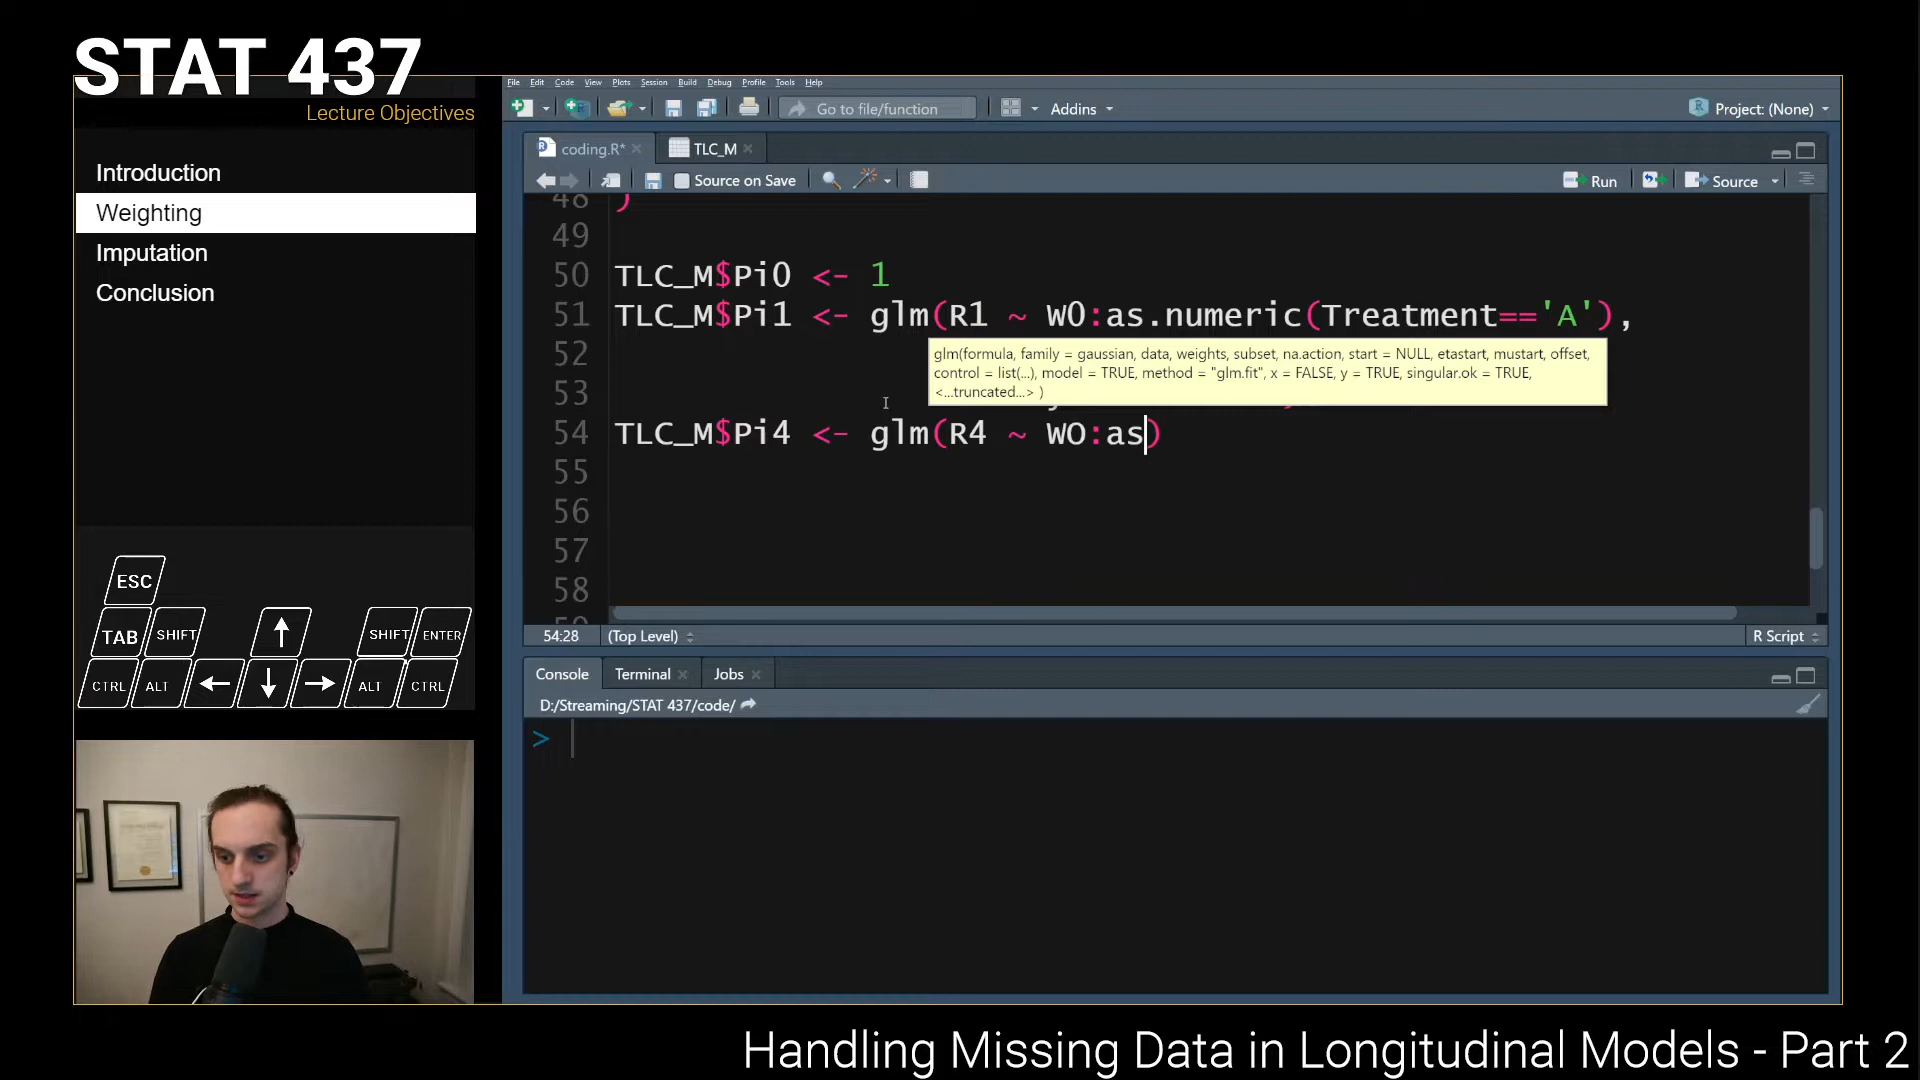 STAT 437
Lecture Objectives
Introduction
Weighting
Imputation
Conclusion
ESC
TAB SHIFT SHIFT ENTER
CTRL ALT ALT CTRL
File Edit Code View Plots Session Build Debug Profile Tools Help
Go to file/function Addins Project: (None)
coding.R* TLC_M
Source on Save Run Source
48 )
49
50 TLC_M$Pi0 <- 1
51 TLC_M$Pi1 <- glm(R1 ~ W0:as.numeric(Treatment=='A'),
52
glm(formula, family = gaussian, data, weights, subset, na.action, start = NULL, etastart, mustart, offset,
control = list(...), model = TRUE, method = "glm.fit", x = FALSE, y = TRUE, singular.ok = TRUE,
<...truncated...> )
53
54 TLC_M$Pi4 <- glm(R4 ~ WO:as)
55
56
57
58
54:28 (Top Level) R Script
Console Terminal Jobs
D:/Streaming/STAT 437/code/
>
Handling Missing Data in Longitudinal Models - Part 2